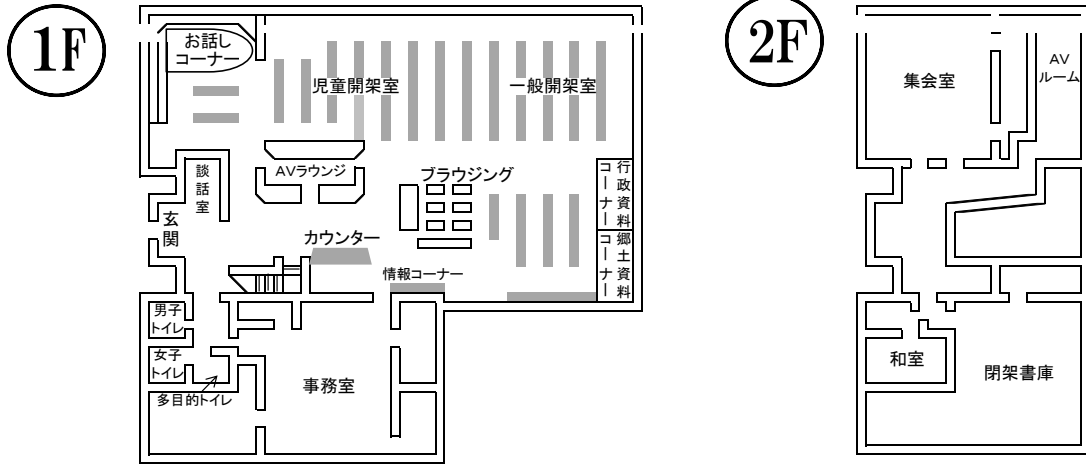 1F
お話し
コーナー
児童開架室
一般開架室
AVラウンジ
談話室
ブラウジング
行政資料
コーナー
玄関
カウンター
郷土資料
コーナー
情報コーナー
男子
トイレ
女子
トイレ
多目的トイレ
事務室
2F
集会室
AV
ルーム
和室
閉架書庫